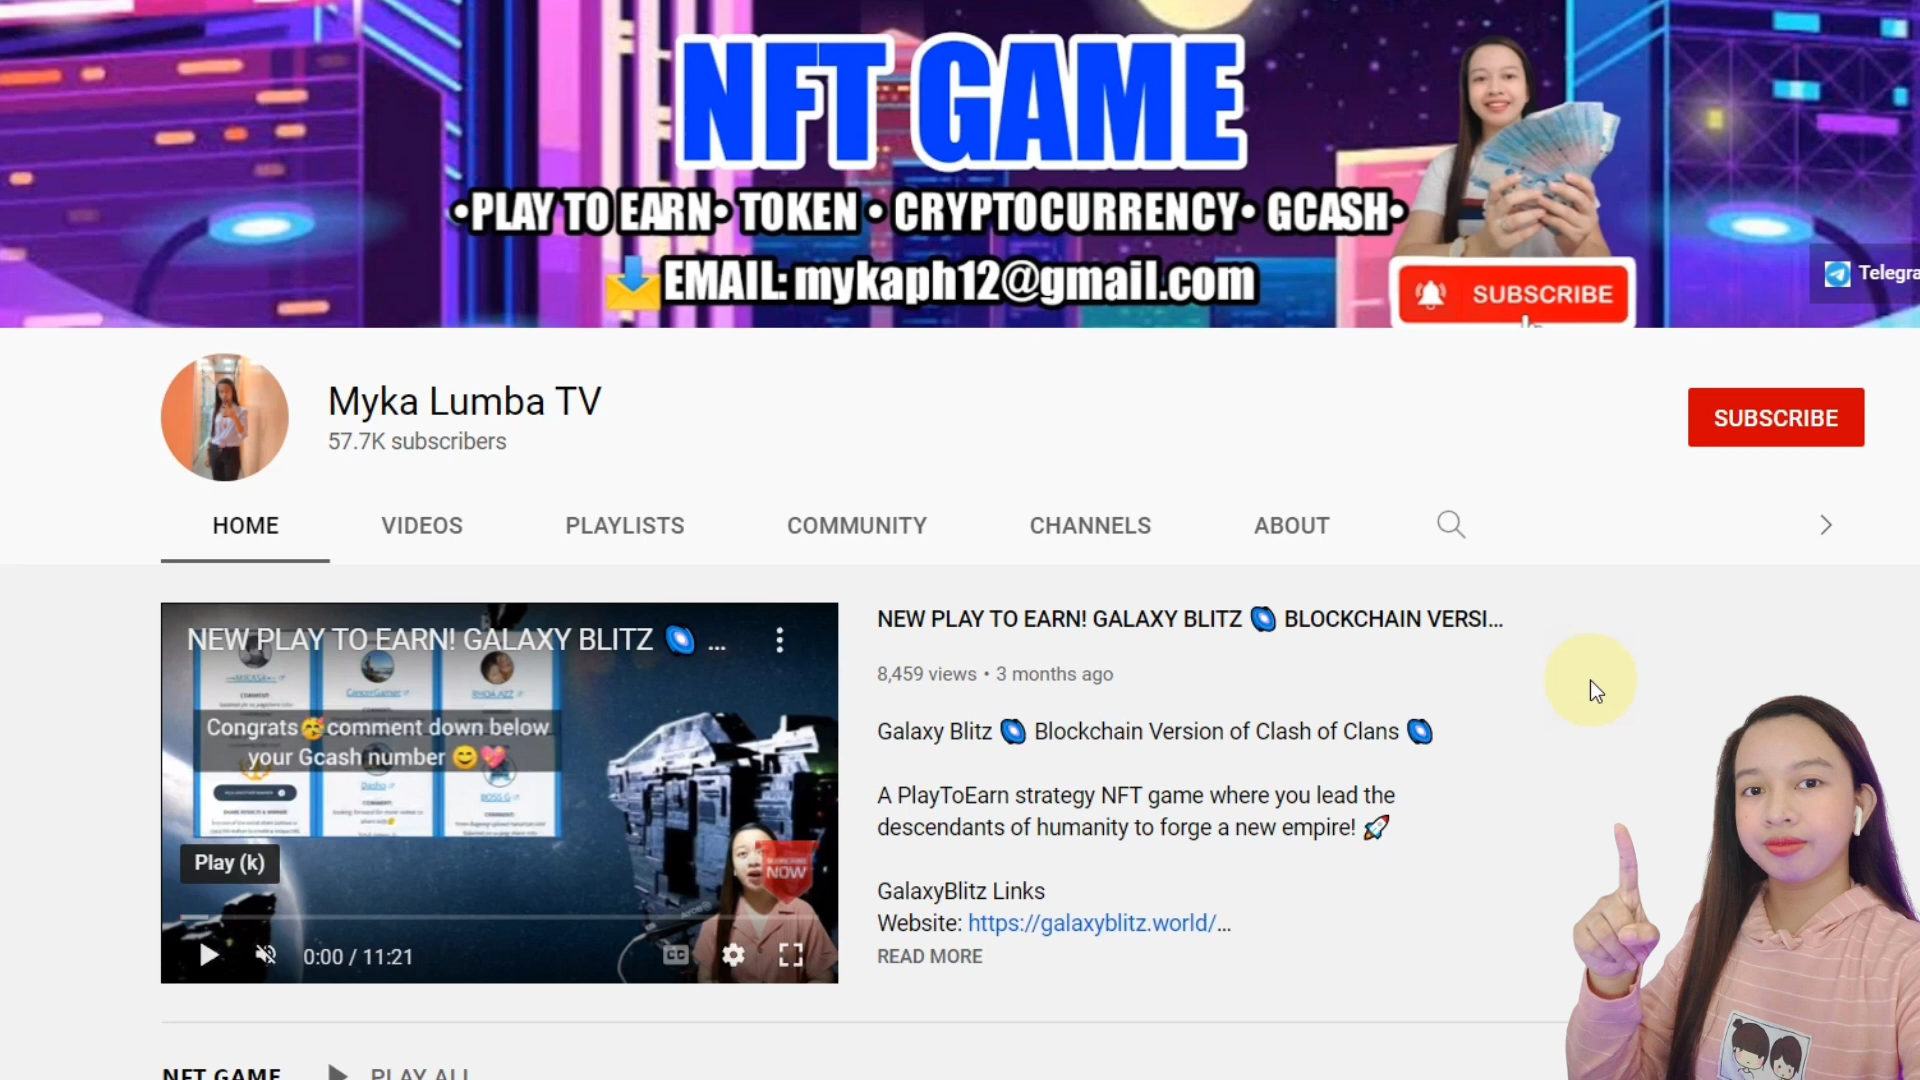 NFT GAME
•PLAY TO EARN• TOKEN • CRYPTOCURRENCY• GCASH•
EMAIL: mykaph12@gmail.com
SUBSCRIBE
Telegra
Myka Lumba TV
57.7K subscribers
SUBSCRIBE
HOME VIDEOS PLAYLISTS COMMUNITY CHANNELS ABOUT
NEW PLAY TO EARN! GALAXY BLITZ 🌀 ...
Congrats🥳comment down below
your Gcash number 😊💖
NOW
Play (k)
0:00 / 11:21
CC
NEW PLAY TO EARN! GALAXY BLITZ 🌀 BLOCKCHAIN VERSI...
8,459 views • 3 months ago
Galaxy Blitz 🌀 Blockchain Version of Clash of Clans 🌀
A PlayToEarn strategy NFT game where you lead the
descendants of humanity to forge a new empire! 🚀
GalaxyBlitz Links
Website: https://galaxyblitz.world/...
READ MORE
NFT GAME PLAY ALL